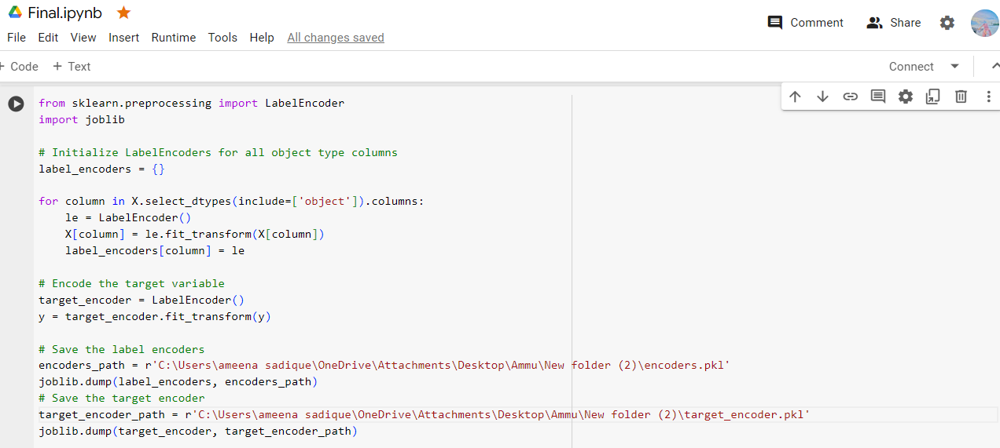 Final.ipynb
Comment
Share
File Edit View Insert Runtime Tools Help All changes saved
+ Code + Text
Connect
from sklearn.preprocessing import LabelEncoder
import joblib
# Initialize LabelEncoders for all object type columns
label_encoders = {}
for column in X.select_dtypes(include=['object']).columns:
    le = LabelEncoder()
    X[column] = le.fit_transform(X[column])
    label_encoders[column] = le
# Encode the target variable
target_encoder = LabelEncoder()
y = target_encoder.fit_transform(y)
# Save the label encoders
encoders_path = r'C:\Users\ameena sadique\OneDrive\Attachments\Desktop\Ammu\New folder (2)\encoders.pkl'
joblib.dump(label_encoders, encoders_path)
# Save the target encoder
target_encoder_path = r'C:\Users\ameena sadique\OneDrive\Attachments\Desktop\Ammu\New folder (2)\target_encoder.pkl'
joblib.dump(target_encoder, target_encoder_path)